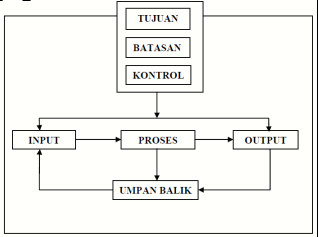 TUJUAN
BATASAN
KONTROL
INPUT PROSES OUTPUT
UMPAN BALIK